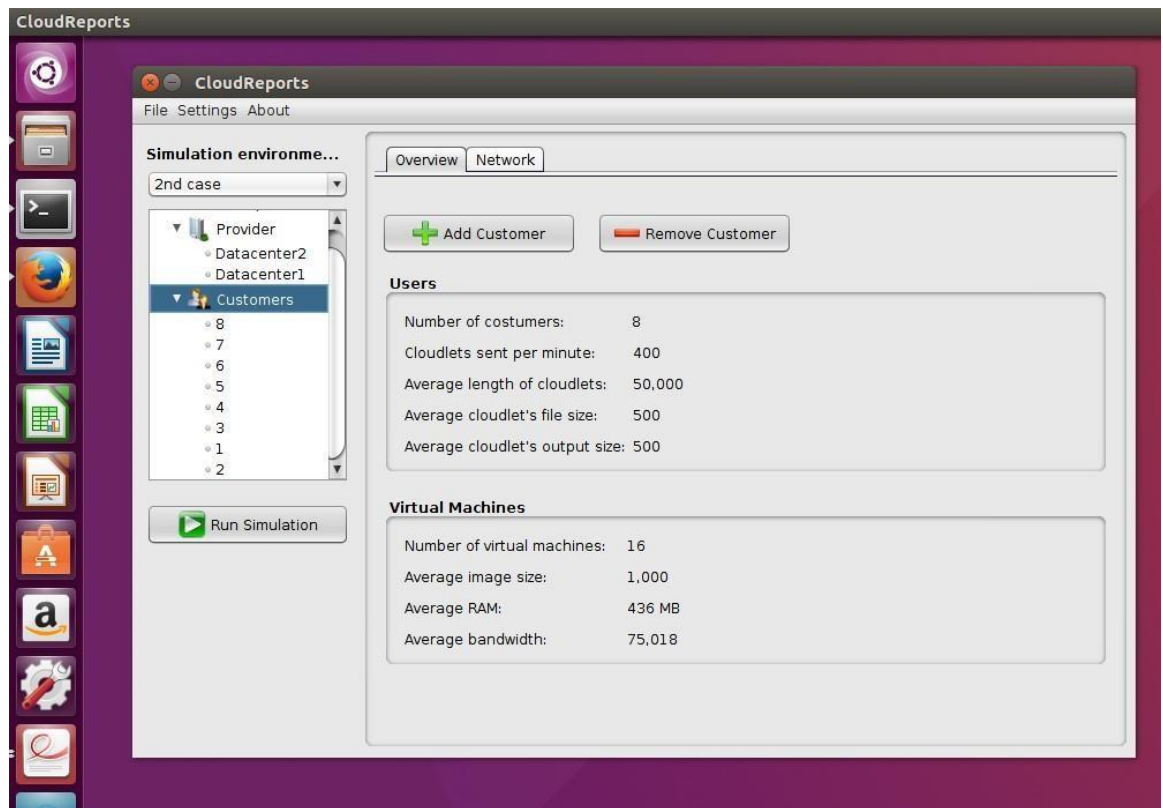 CloudReports
CloudReports
File Settings About
Simulation environme...
2nd case
Provider
Datacenter2
Datacenter1
Customers
8
7
6
5
4
3
1
2
Run Simulation
Overview Network
Add Customer Remove Customer
Users
Number of costumers: 8
Cloudlets sent per minute: 400
Average length of cloudlets: 50,000
Average cloudlet's file size: 500
Average cloudlet's output size: 500
Virtual Machines
Number of virtual machines: 16
Average image size: 1,000
Average RAM: 436 MB
Average bandwidth: 75,018